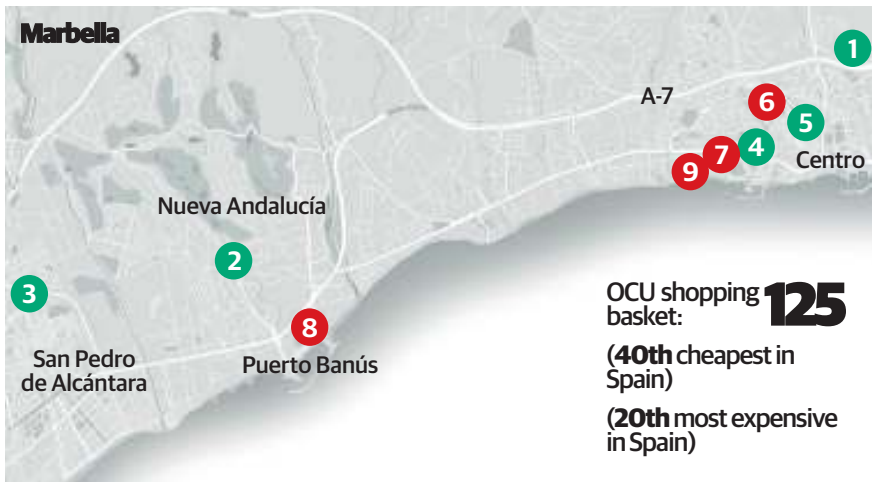 Marbella
1
A-7
6
5
4
7
9
Centro
Nueva Andalucía
2
3
8
San Pedro
de Alcántara
Puerto Banús
OCU shopping 125
basket:
(40th cheapest in
Spain)
(20th most expensive
in Spain)